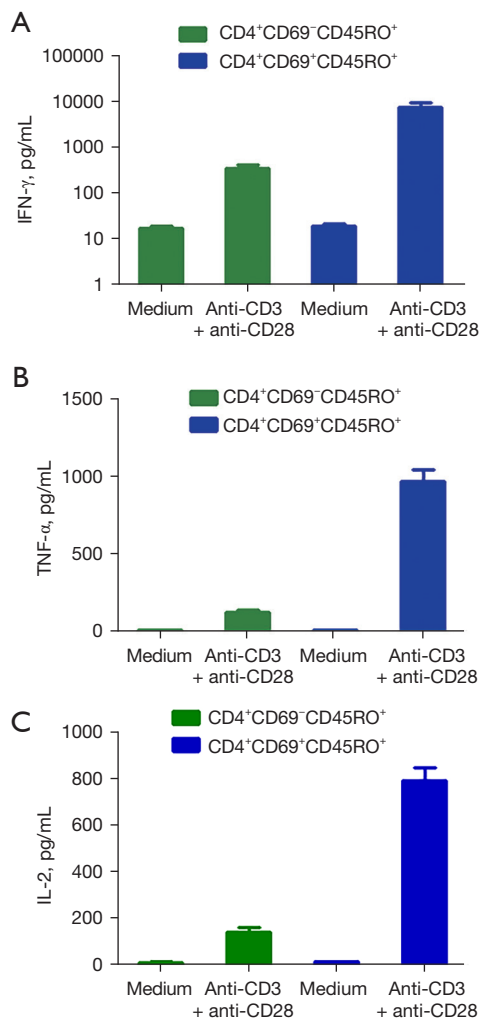 A
CD4⁺CD69⁻CD45RO⁺
CD4⁺CD69⁺CD45RO⁺
IFN-γ, pg/mL
100000
10000
1000
100
10
1
Medium Anti-CD3 Medium Anti-CD3
+ anti-CD28 + anti-CD28
B
CD4⁺CD69⁻CD45RO⁺
CD4⁺CD69⁺CD45RO⁺
TNF-α, pg/mL
1500
1000
500
0
Medium Anti-CD3 Medium Anti-CD3
+ anti-CD28 + anti-CD28
C
CD4⁺CD69⁻CD45RO⁺
CD4⁺CD69⁺CD45RO⁺
IL-2, pg/mL
1000
800
600
400
200
0
Medium Anti-CD3 Medium Anti-CD3
+ anti-CD28 + anti-CD28